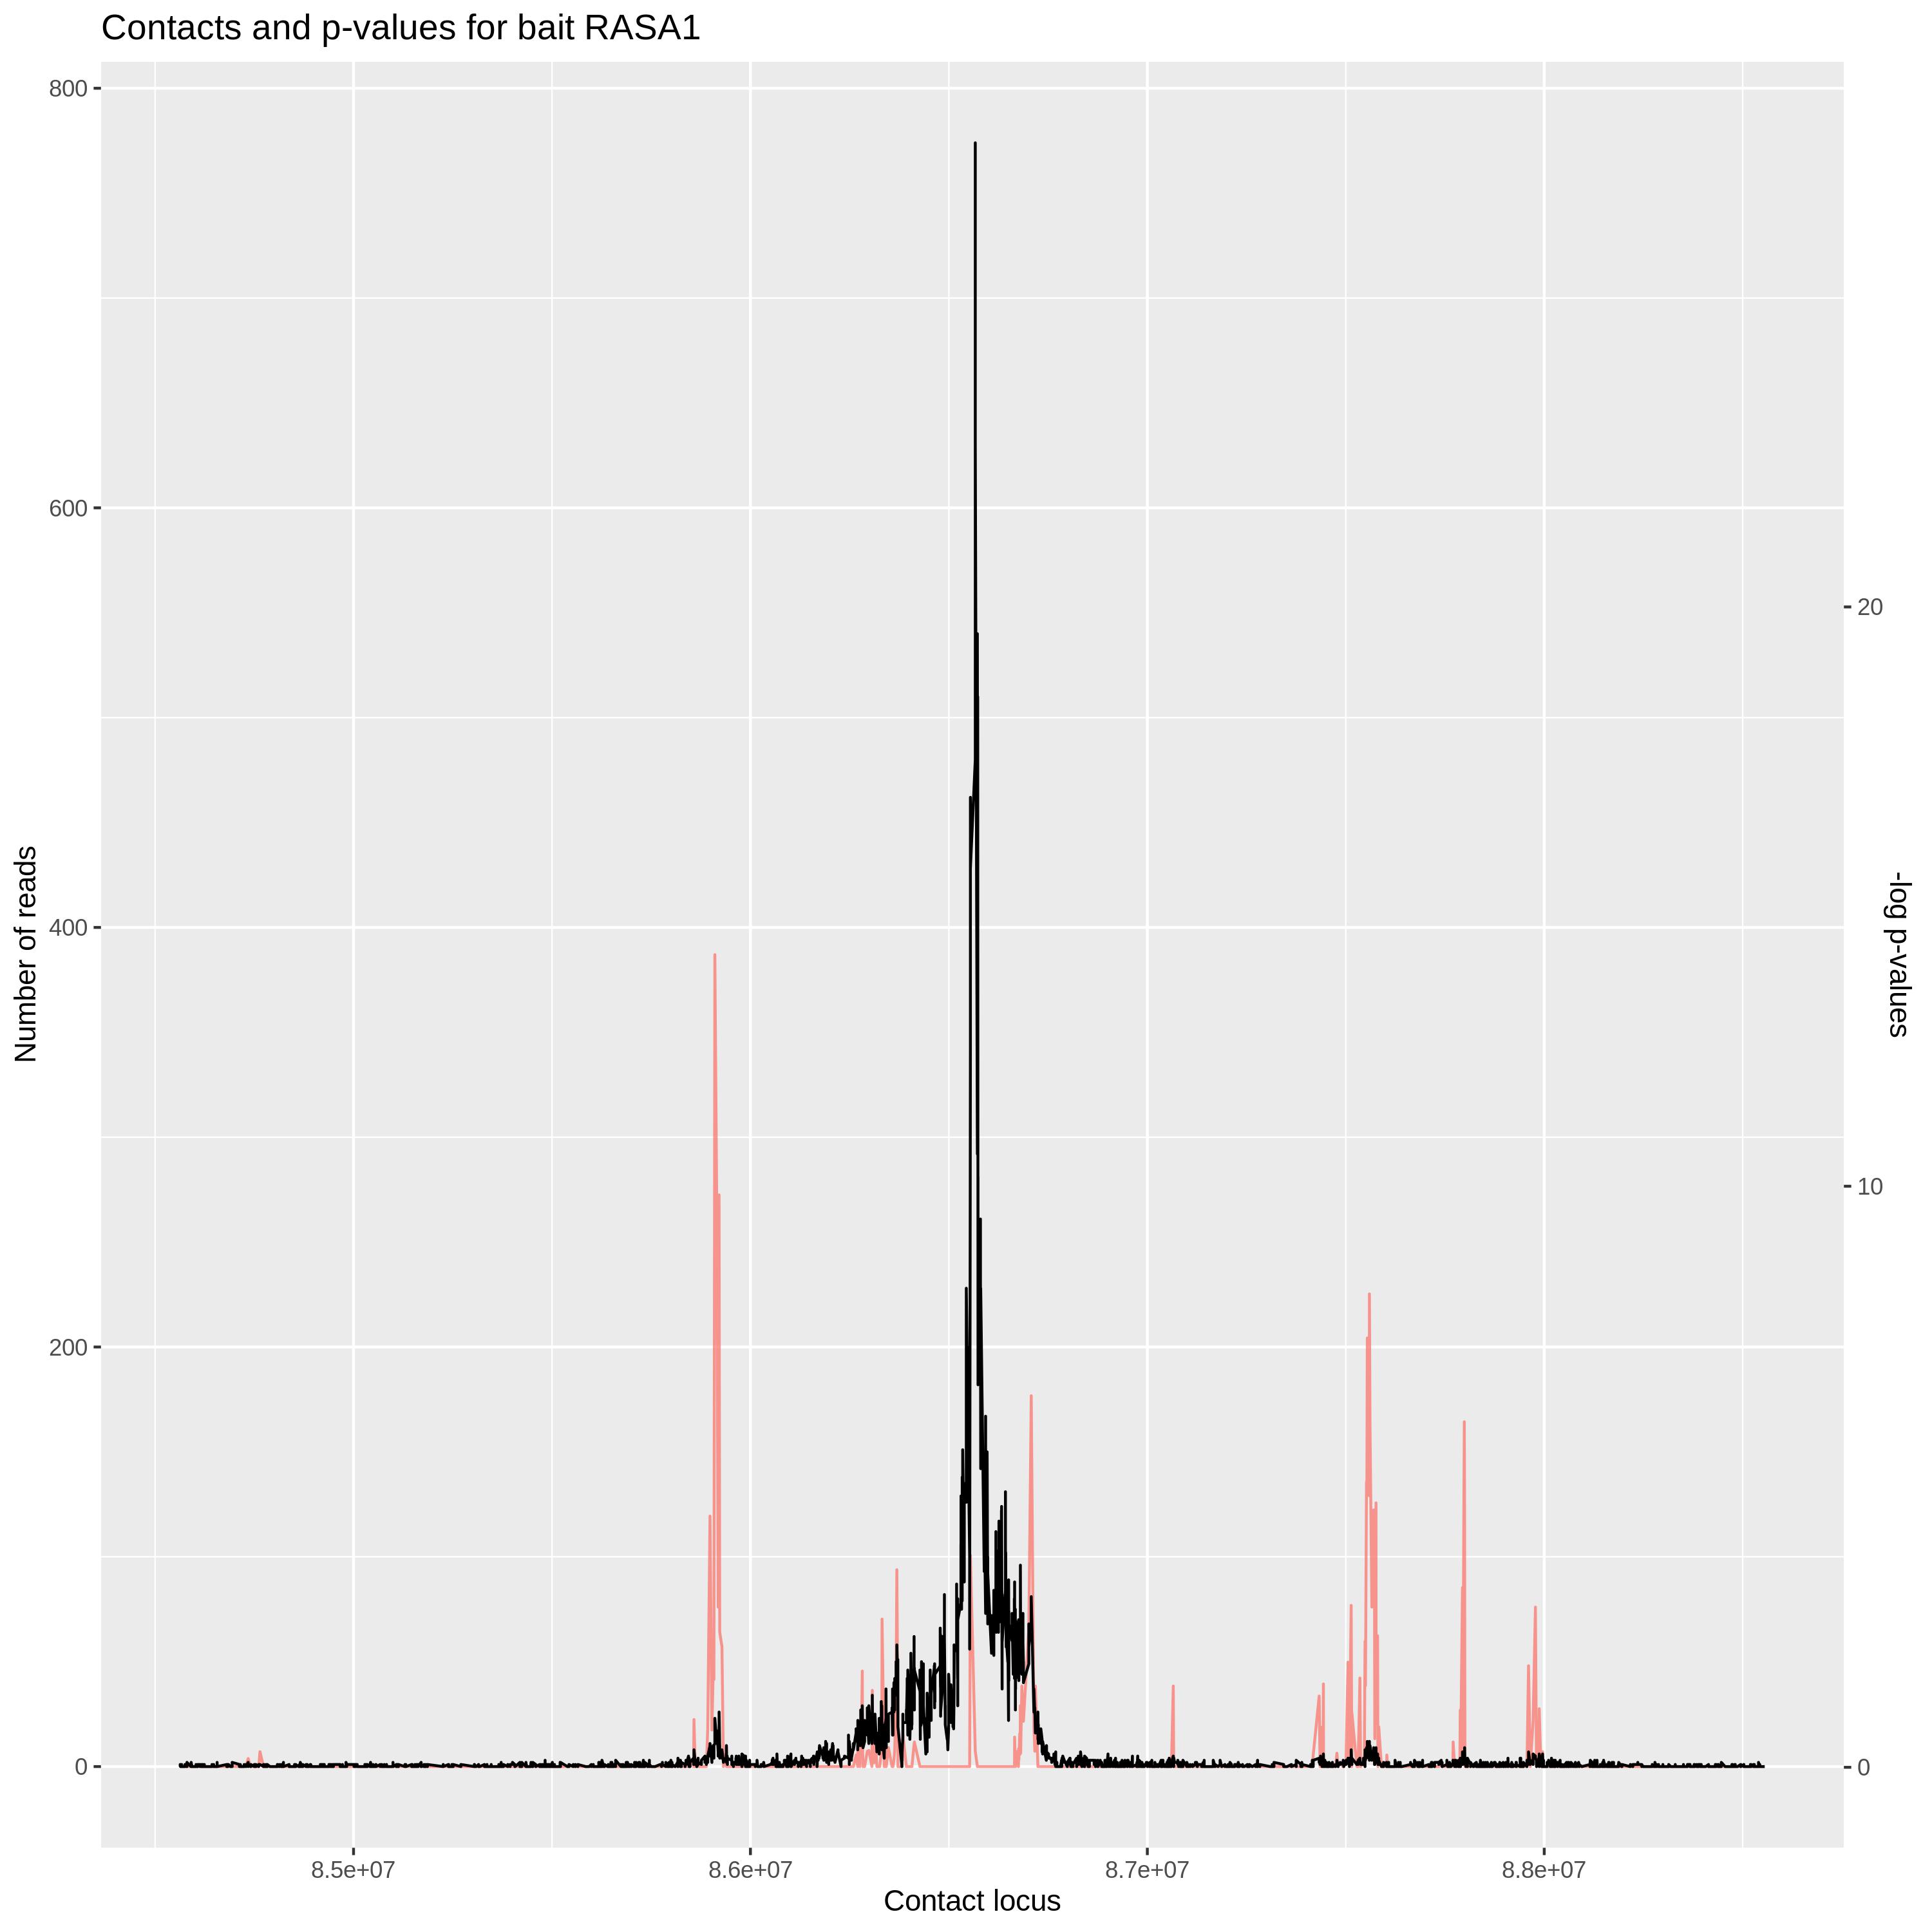 Contacts and p-values for bait RASA1
800
600
400
200
0
Number of reads
20
10
0
-log p-values
8.5e+07
8.6e+07
8.7e+07
8.8e+07
Contact locus